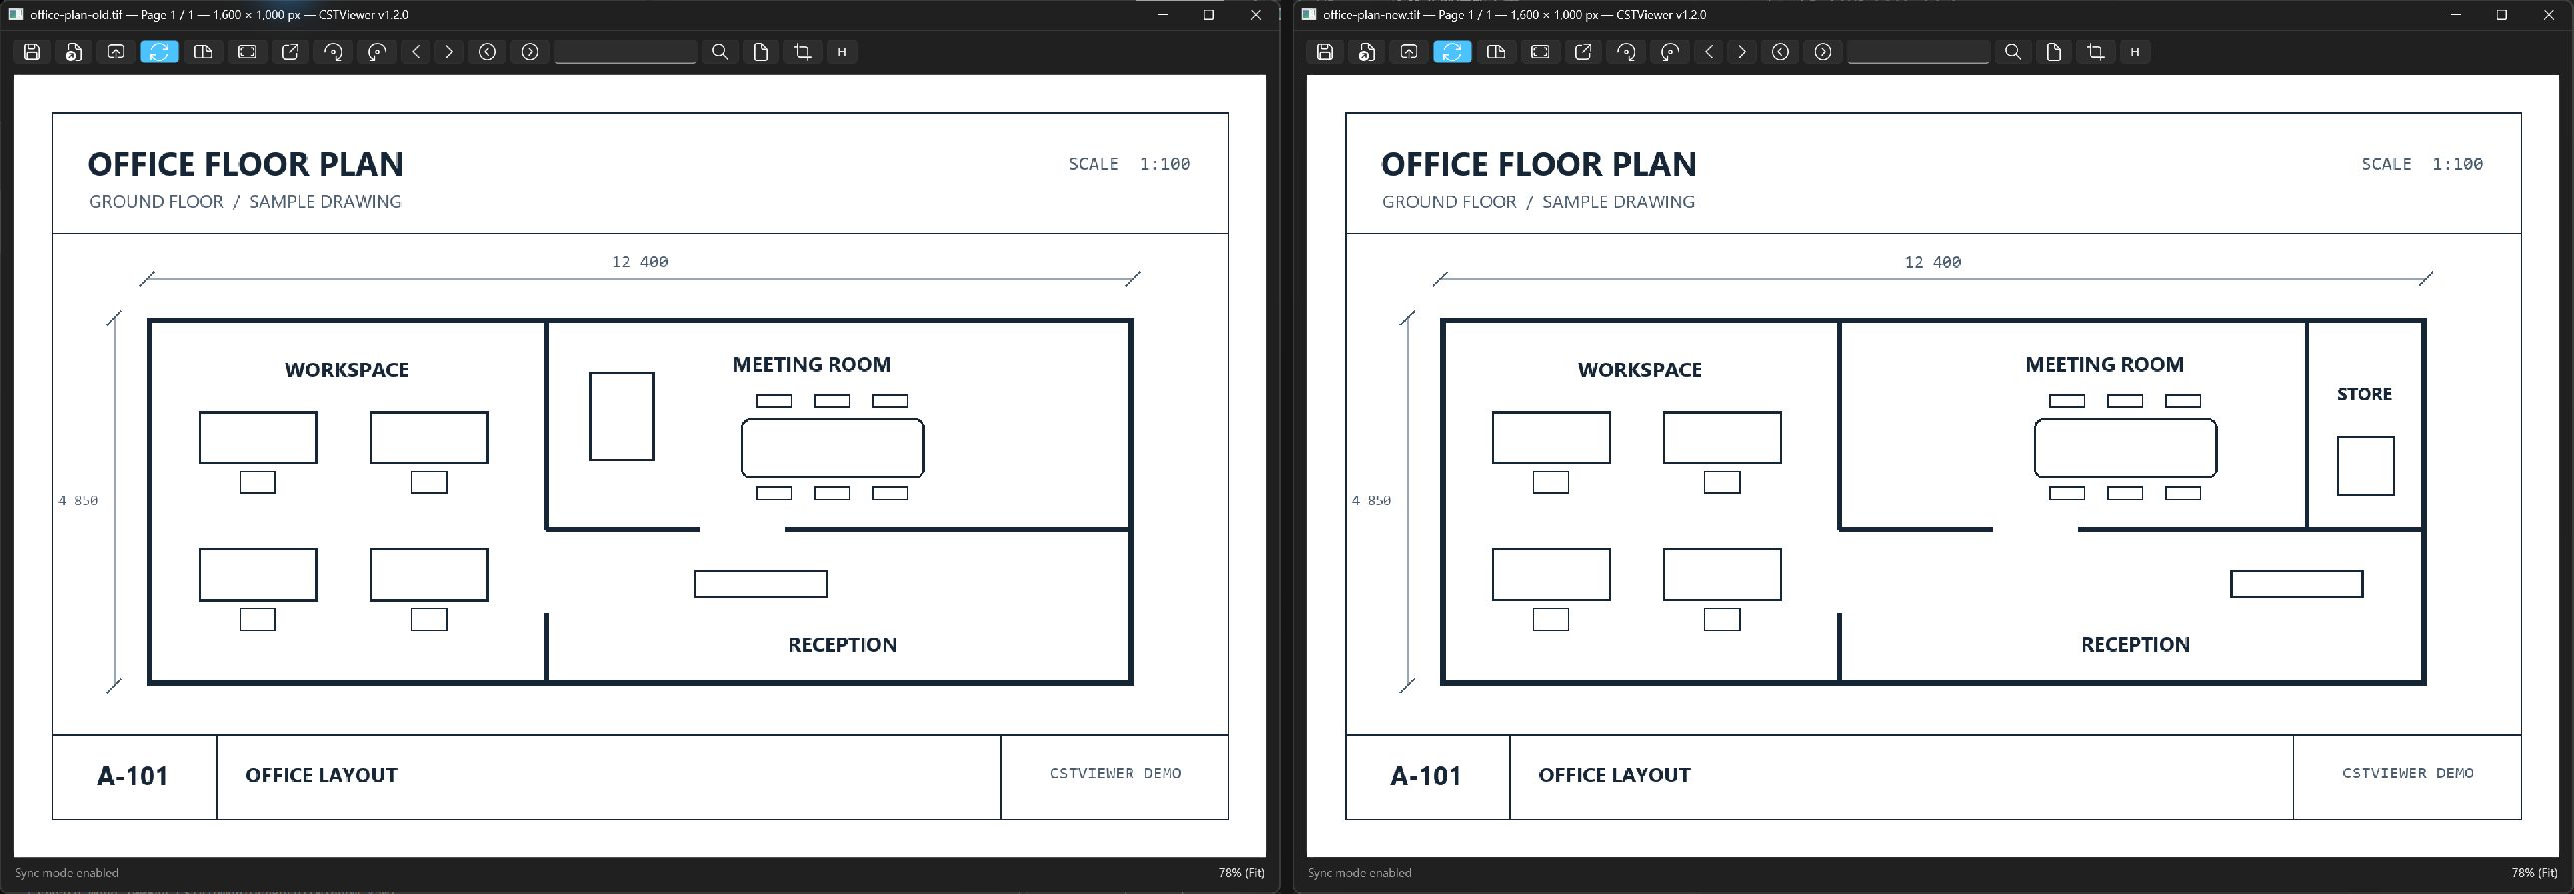 office-plan-old.tif — Page 1 / 1 — 1,600 × 1,000 px — CSTViewer v1.2.0
H
OFFICE FLOOR PLAN
SCALE 1:100
GROUND FLOOR / SAMPLE DRAWING
12 400
WORKSPACE
MEETING ROOM
4 850
RECEPTION
A-101
OFFICE LAYOUT
CSTVIEWER DEMO
Sync mode enabled
78% (Fit)
office-plan-new.tif — Page 1 / 1 — 1,600 × 1,000 px — CSTViewer v1.2.0
H
OFFICE FLOOR PLAN
SCALE 1:100
GROUND FLOOR / SAMPLE DRAWING
12 400
WORKSPACE
MEETING ROOM
STORE
4 850
RECEPTION
A-101
OFFICE LAYOUT
CSTVIEWER DEMO
Sync mode enabled
78% (Fit)